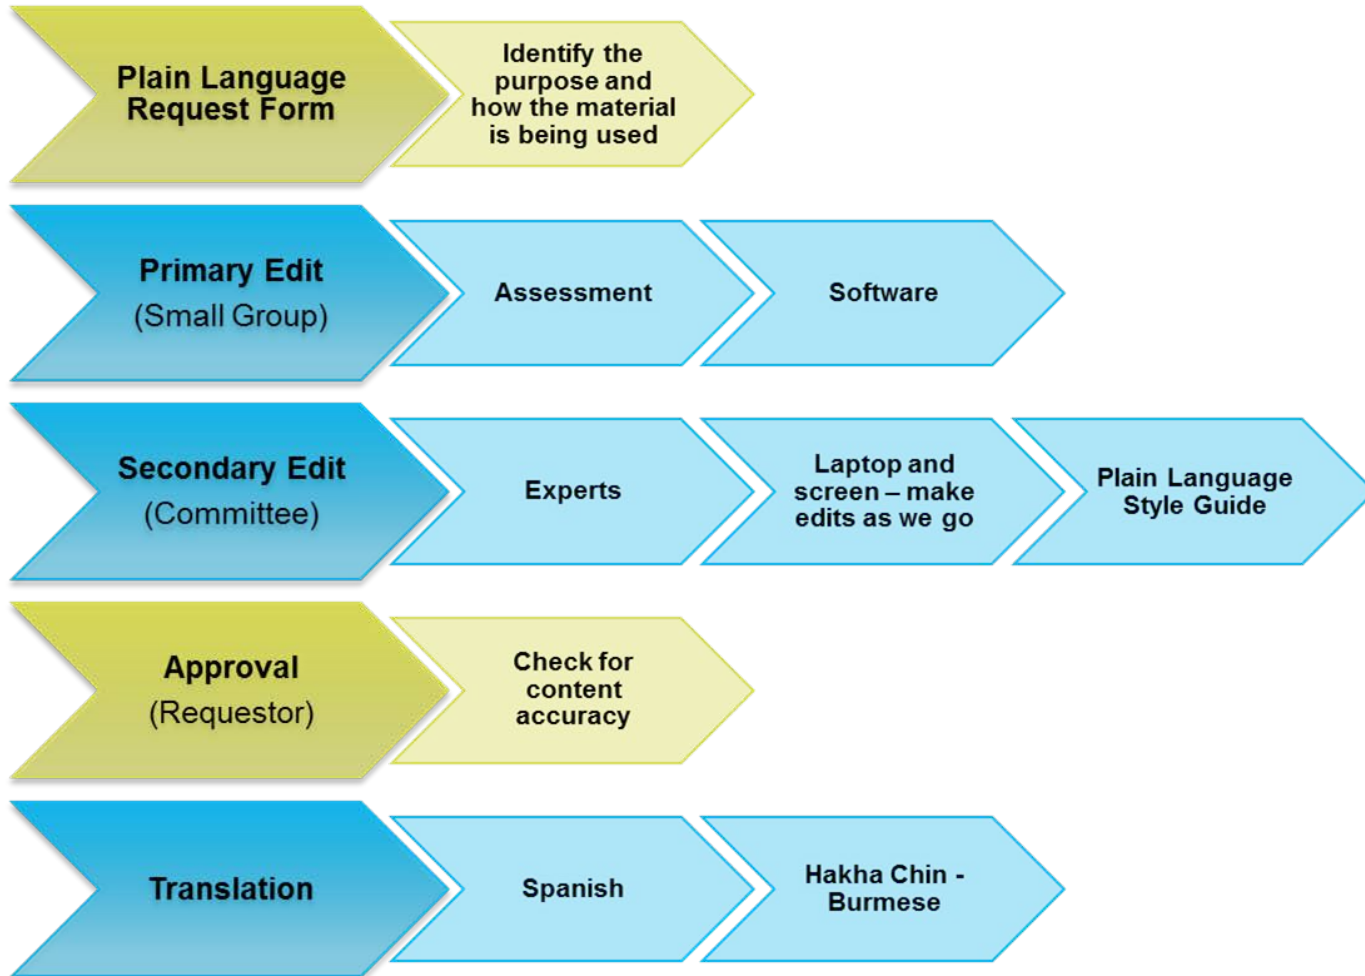 Plain Language
Request Form
Identify the
purpose and
how the material
is being used
Primary Edit
(Small Group)
Assessment
Software
Secondary Edit
(Committee)
Experts
Laptop and
screen – make
edits as we go
Plain Language
Style Guide
Approval
(Requestor)
Check for
content
accuracy
Translation
Spanish
Hakha Chin -
Burmese